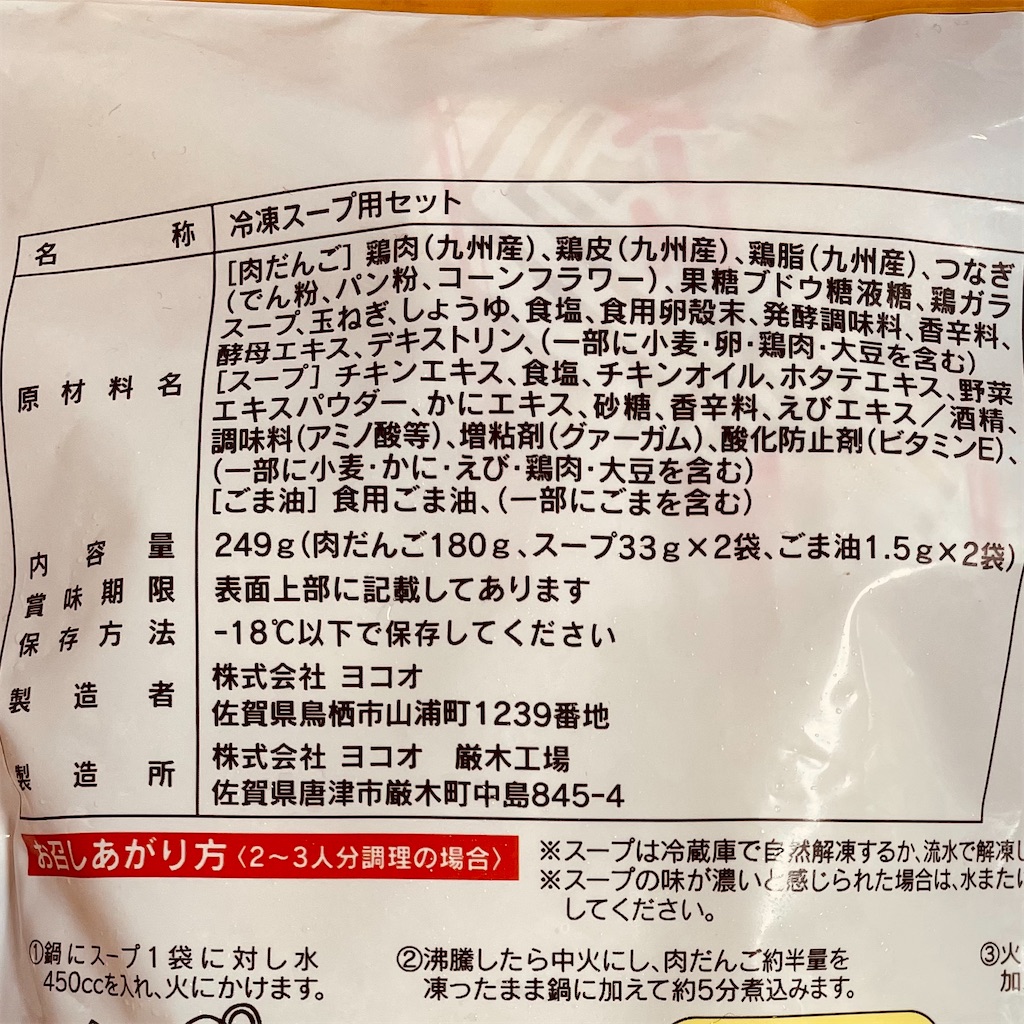 名称 冷凍スープ用セット
原材料名 [肉だんご] 鶏肉(九州産)、鶏皮(九州産)、鶏脂(九州産)、つなぎ
(でん粉、パン粉、コーンフラワー)、果糖ブドウ糖液糖、鶏ガラ
スープ、玉ねぎ、しょうゆ、食塩、食用卵殻末、発酵調味料、香辛料、
酵母エキス、デキストリン、(一部に小麦・卵・鶏肉・大豆を含む)
[スープ] チキンエキス、食塩、チキンオイル、ホタテエキス、野菜
エキスパウダー、かにエキス、砂糖、香辛料、えびエキス/酒精、
調味料(アミノ酸等)、増粘剤(グァーガム)、酸化防止剤(ビタミンE)、
(一部に小麦・かに・えび・鶏肉・大豆を含む)
[ごま油] 食用ごま油、(一部にごまを含む)
内容量 249g(肉だんご180g、スープ33g×2袋、ごま油1.5g×2袋)
賞味期限 表面上部に記載してあります
保存方法 -18℃以下で保存してください
製造者 株式会社 ヨコオ
佐賀県鳥栖市山浦町1239番地
製造所 株式会社 ヨコオ 厳木工場
佐賀県唐津市厳木町中島845-4
お召しあがり方〈2〜3人分調理の場合〉
※スープは冷蔵庫で自然解凍するか、流水で解凍し
※スープの味が濃いと感じられた場合は、水または
してください。
①鍋にスープ1袋に対し水
450ccを入れ、火にかけます。
②沸騰したら中火にし、肉だんご約半量を
凍ったまま鍋に加えて約5分煮込みます。
③火
加